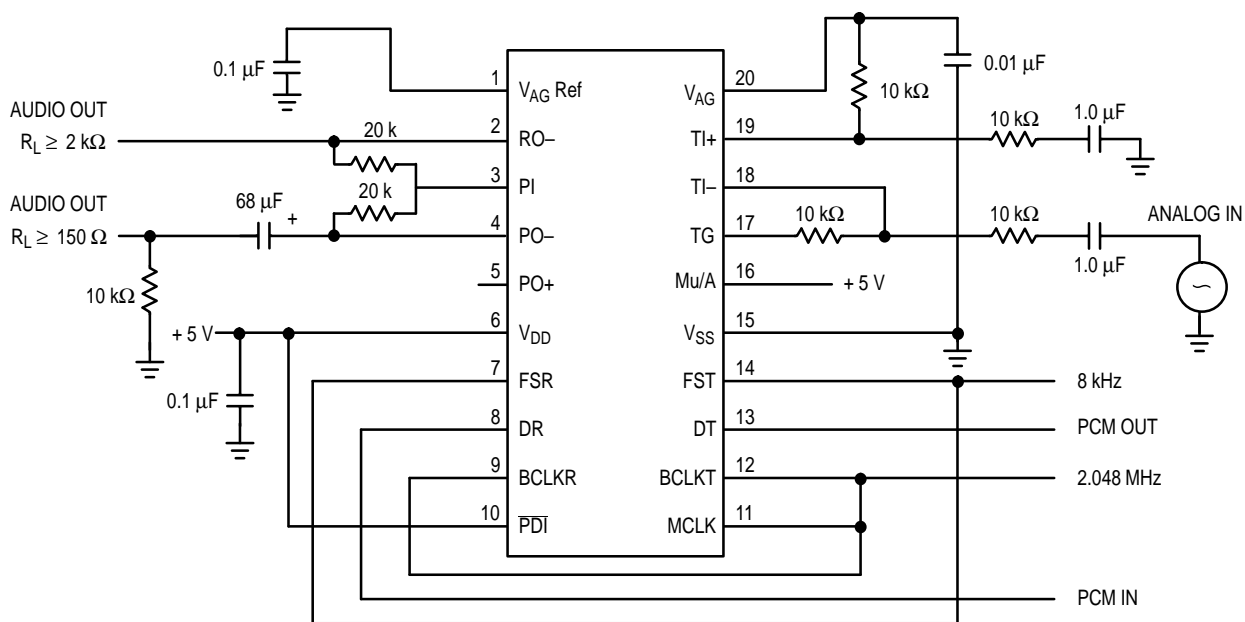 0.1 µF
1
V_AG Ref
V_AG
20
10 kΩ
0.01 µF
AUDIO OUT
R_L ≥ 2 kΩ
2
20 k
RO–
TI+
19
10 kΩ
1.0 µF
3
PI
TI–
18
AUDIO OUT
R_L ≥ 150 Ω
68 µF
+
20 k
4
PO–
TG
17
10 kΩ
10 kΩ
1.0 µF
ANALOG IN
~
10 kΩ
5
PO+
Mu/A
16
+ 5 V
+ 5 V
6
V_DD
V_SS
15
0.1 µF
7
FSR
FST
14
8 kHz
8
DR
DT
13
PCM OUT
9
BCLKR
BCLKT
12
2.048 MHz
10
PDI
MCLK
11
PCM IN